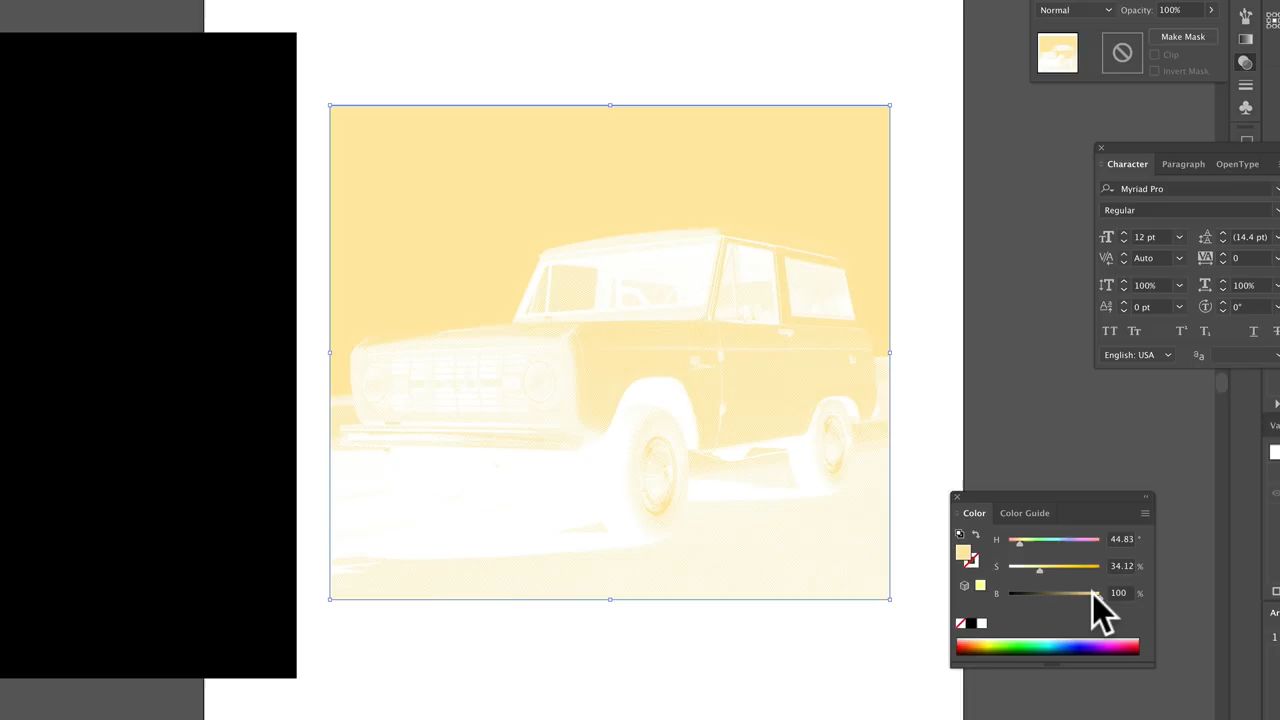 Normal
Opacity: 100%
Make Mask
Clip
Invert Mask
Character Paragraph OpenType
Myriad Pro
Regular
12 pt (14.4 pt)
Auto 0
100% 100%
0 pt 0°
English: USA
Color Color Guide
H 44.83 °
S 34.12 %
B 100 %
1